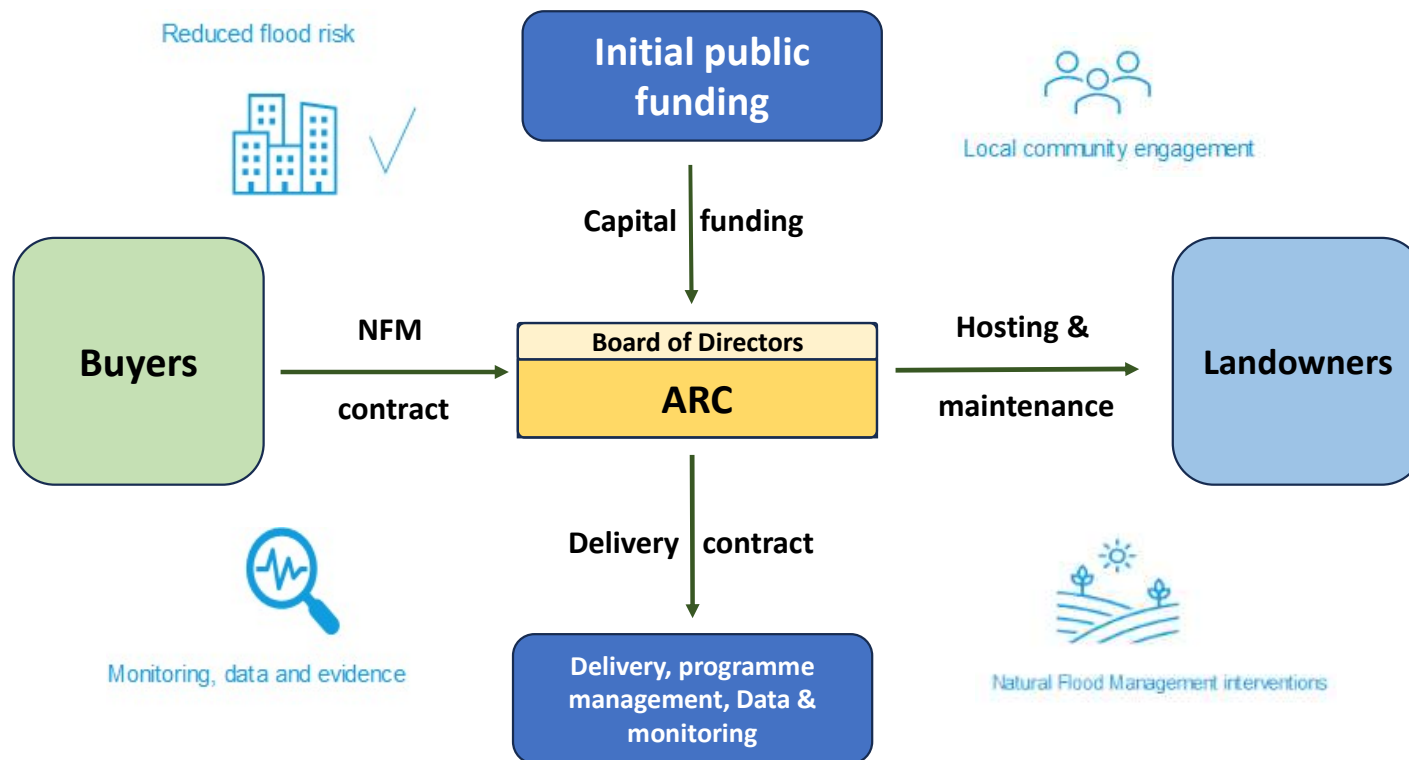 Reduced flood risk
Initial public
funding
Local community engagement
Capital funding
Buyers
NFM
contract
Board of Directors
ARC
Hosting &
maintenance
Landowners
Delivery contract
Monitoring, data and evidence
Delivery, programme
management, Data &
monitoring
Natural Flood Management interventions